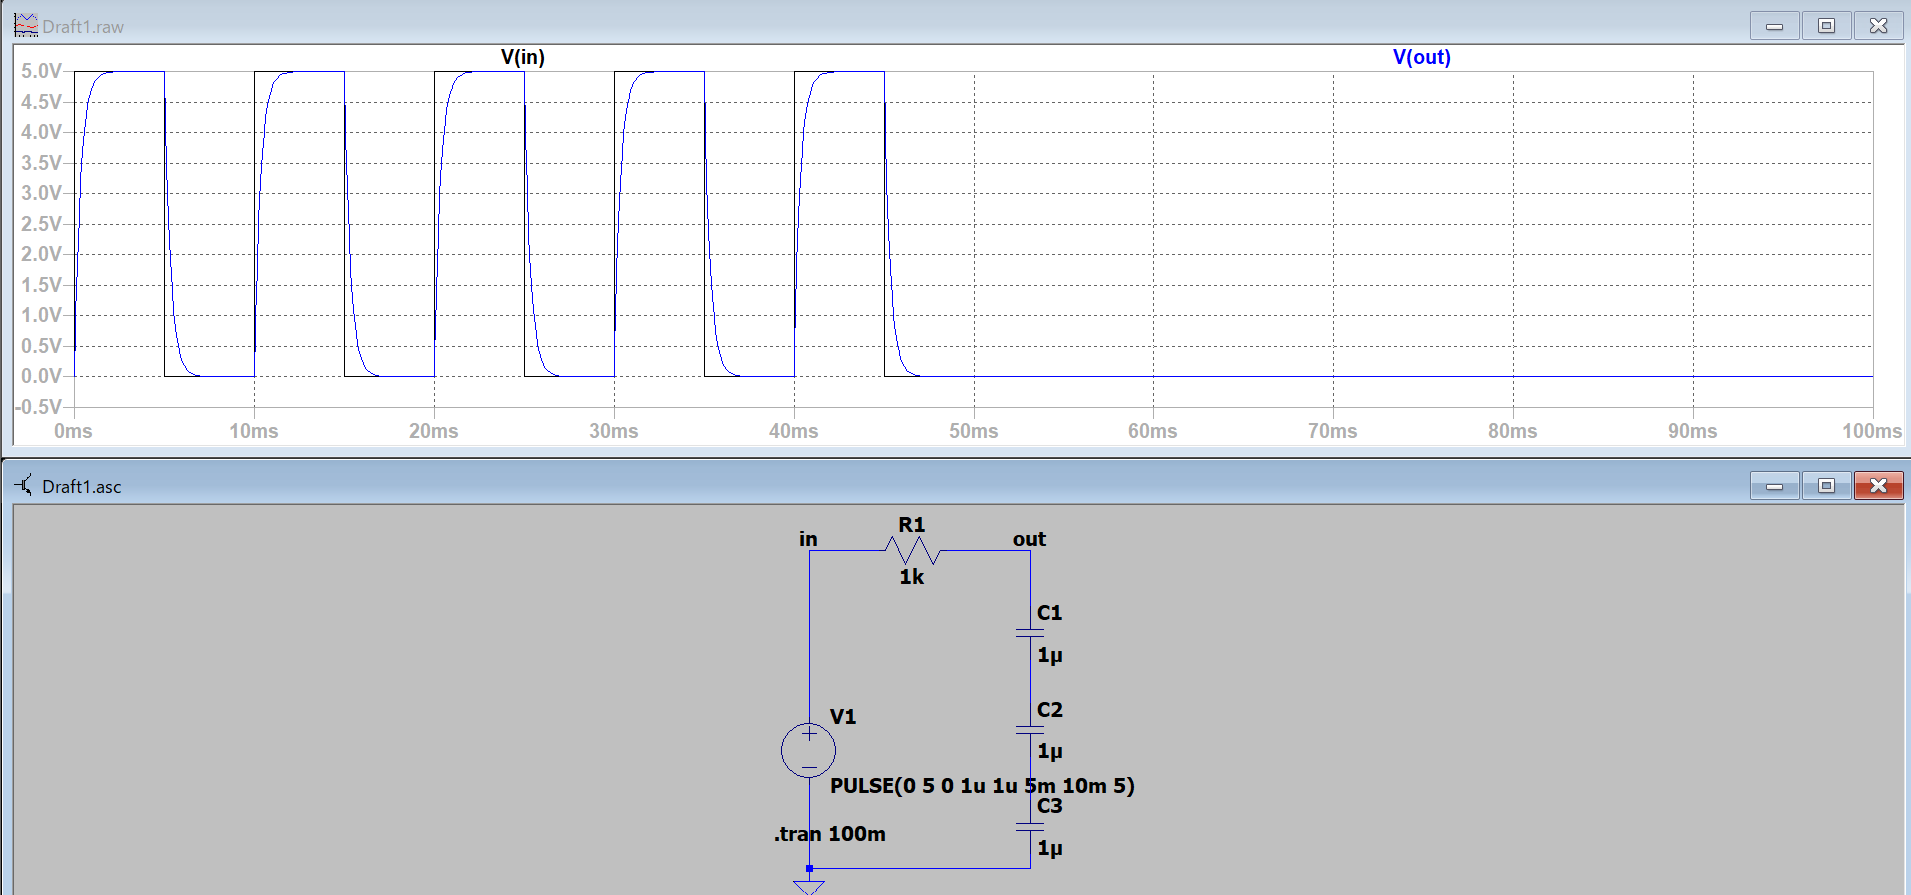 Draft1.raw
V(in) V(out)
5.0V
4.5V
4.0V
3.5V
3.0V
2.5V
2.0V
1.5V
1.0V
0.5V
0.0V
-0.5V
0ms 10ms 20ms 30ms 40ms 50ms 60ms 70ms 80ms 90ms 100ms
Draft1.asc
R1
in out
1k
C1
1µ
C2
V1
1µ
PULSE(0 5 0 1u 1u 5m 10m 5)
C3
.tran 100m
1µ